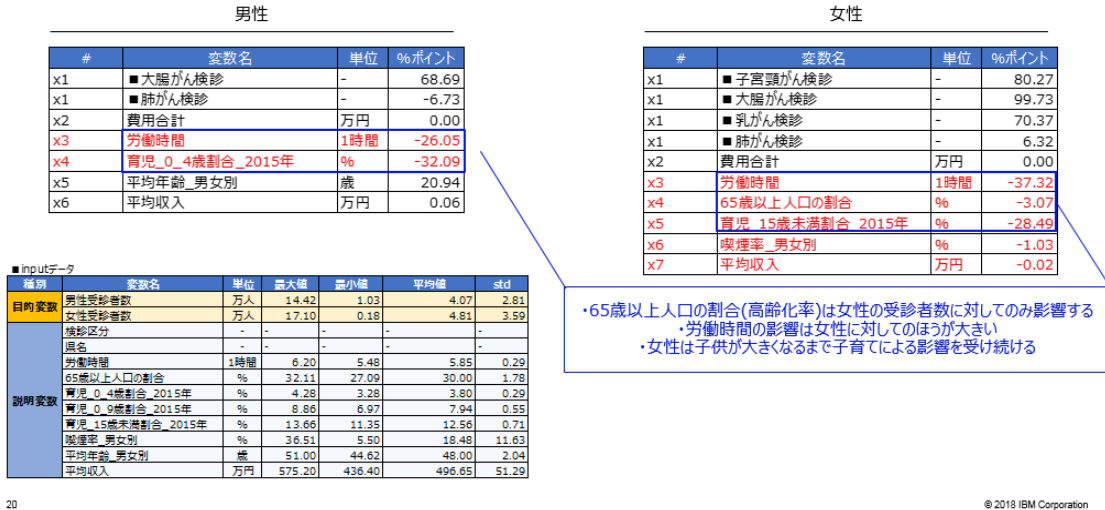 男性
# 変数名 単位 %ポイント
x1 ■大腸がん検診 - 68.69
x1 ■肺がん検診 - -6.73
x2 費用合計 万円 0.00
x3 労働時間 1時間 -26.05
x4 育児_0_4歳割合_2015年 % -32.09
x5 平均年齢_男女別 歳 20.94
x6 平均収入 万円 0.06
女性
# 変数名 単位 %ポイント
x1 ■子宮頸がん検診 - 80.27
x1 ■大腸がん検診 - 99.73
x1 ■乳がん検診 - 70.37
x1 ■肺がん検診 - 6.32
x2 費用合計 万円 0.00
x3 労働時間 1時間 -37.32
x4 65歳以上人口の割合 % -3.07
x5 育児_15歳未満割合_2015年 % -28.49
x6 喫煙率_男女別 % -1.03
x7 平均収入 万円 -0.02
■inputデータ
種別 変数名 単位 最大値 最小値 平均値 std
目的変数 男性受診者数 万人 14.42 1.03 4.07 2.81
女性受診者数 万人 17.10 0.18 4.81 3.59
説明変数 検診区分 - - - - -
県名 - - - - -
労働時間 1時間 6.20 5.48 5.85 0.29
65歳以上人口の割合 % 32.11 27.09 30.00 1.78
育児_0_4歳割合_2015年 % 4.28 3.28 3.80 0.29
育児_0_9歳割合_2015年 % 8.86 6.97 7.94 0.55
育児_15歳未満割合_2015年 % 13.66 11.35 12.56 0.71
喫煙率_男女別 % 36.51 5.50 18.48 11.63
平均年齢_男女別 歳 51.00 44.62 48.00 2.04
平均収入 万円 575.20 436.40 496.65 51.29
・65歳以上人口の割合(高齢化率)は女性の受診者数に対してのみ影響する
・労働時間の影響は女性に対してのほうが大きい
・女性は子供が大きくなるまで子育てによる影響を受け続ける
20
© 2018 IBM Corporation